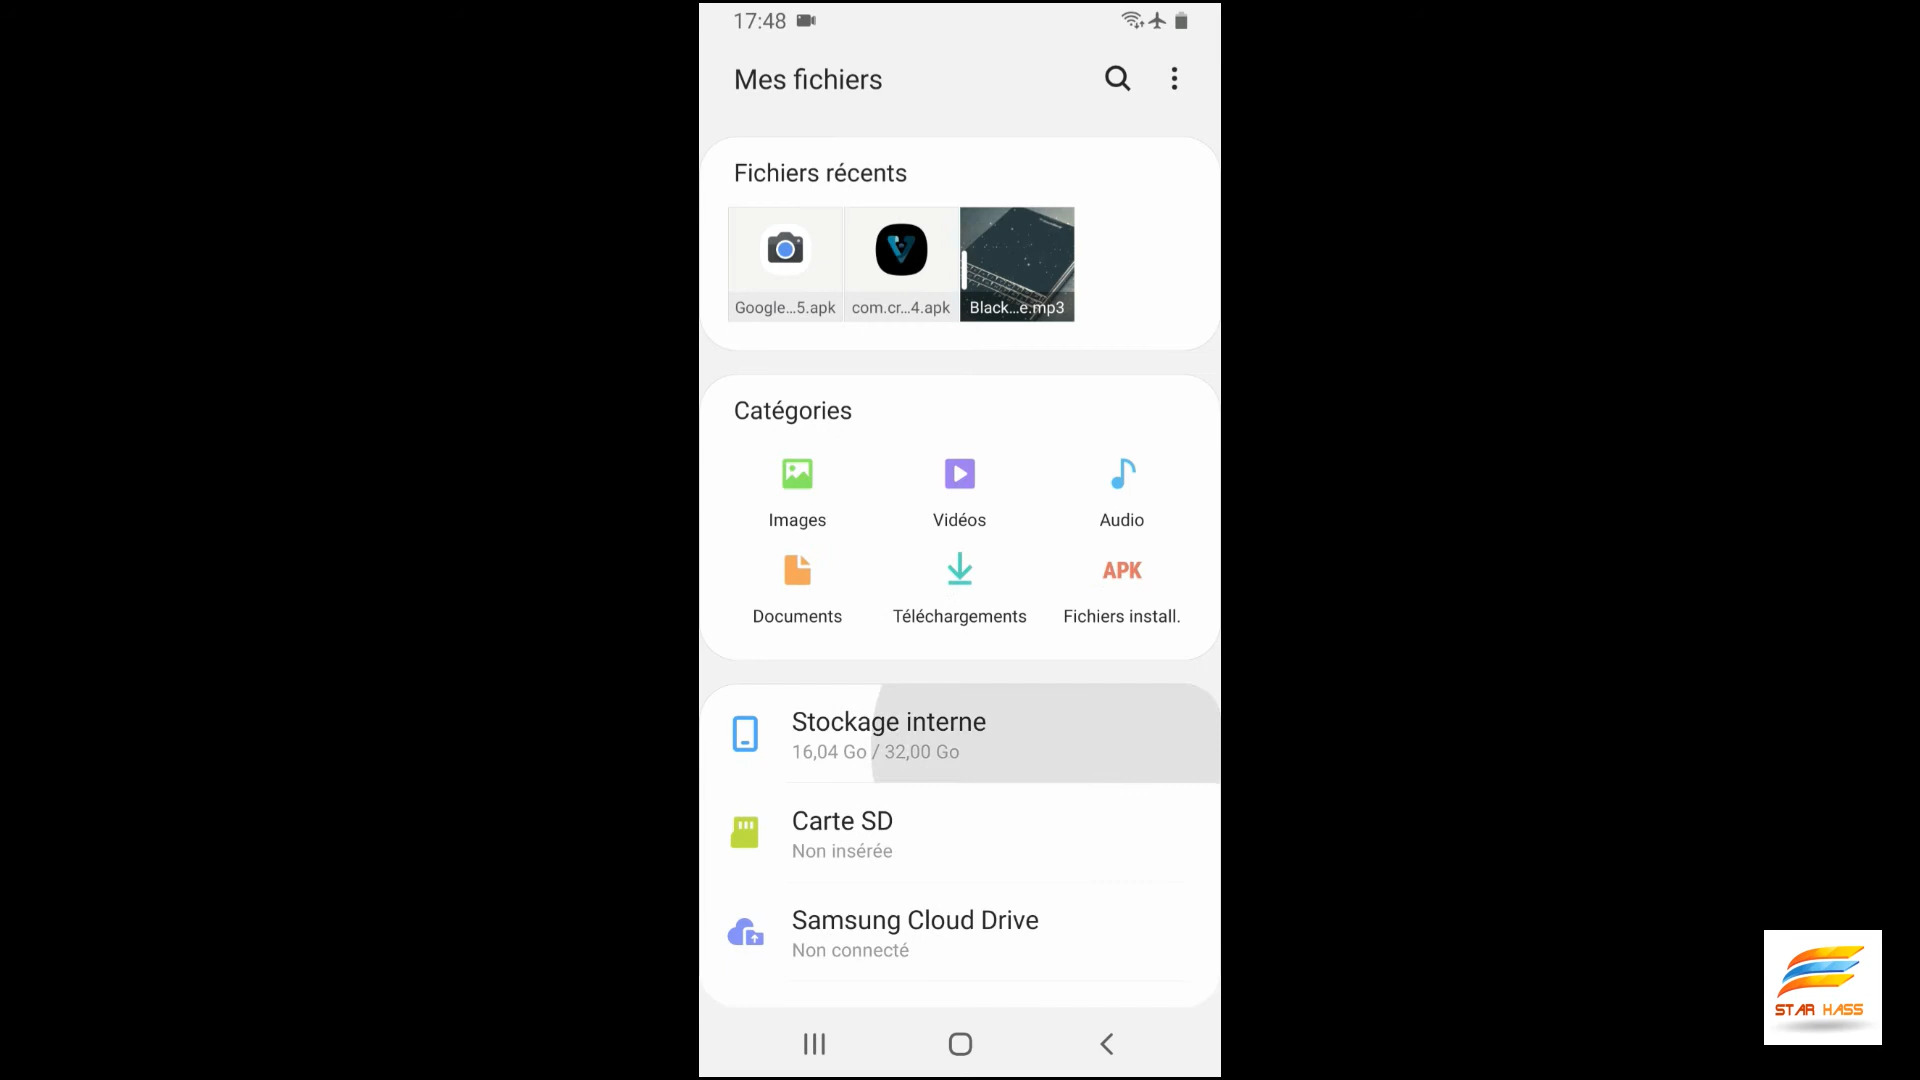 17:48
Mes fichiers
Fichiers récents
Google...5.apk
com.cr...4.apk
Black...e.mp3
Catégories
Images
Vidéos
Audio
Documents
Téléchargements
APK
Fichiers install.
Stockage interne
16,04 Go / 32,00 Go
Carte SD
Non insérée
Samsung Cloud Drive
Non connecté
STAR HASS